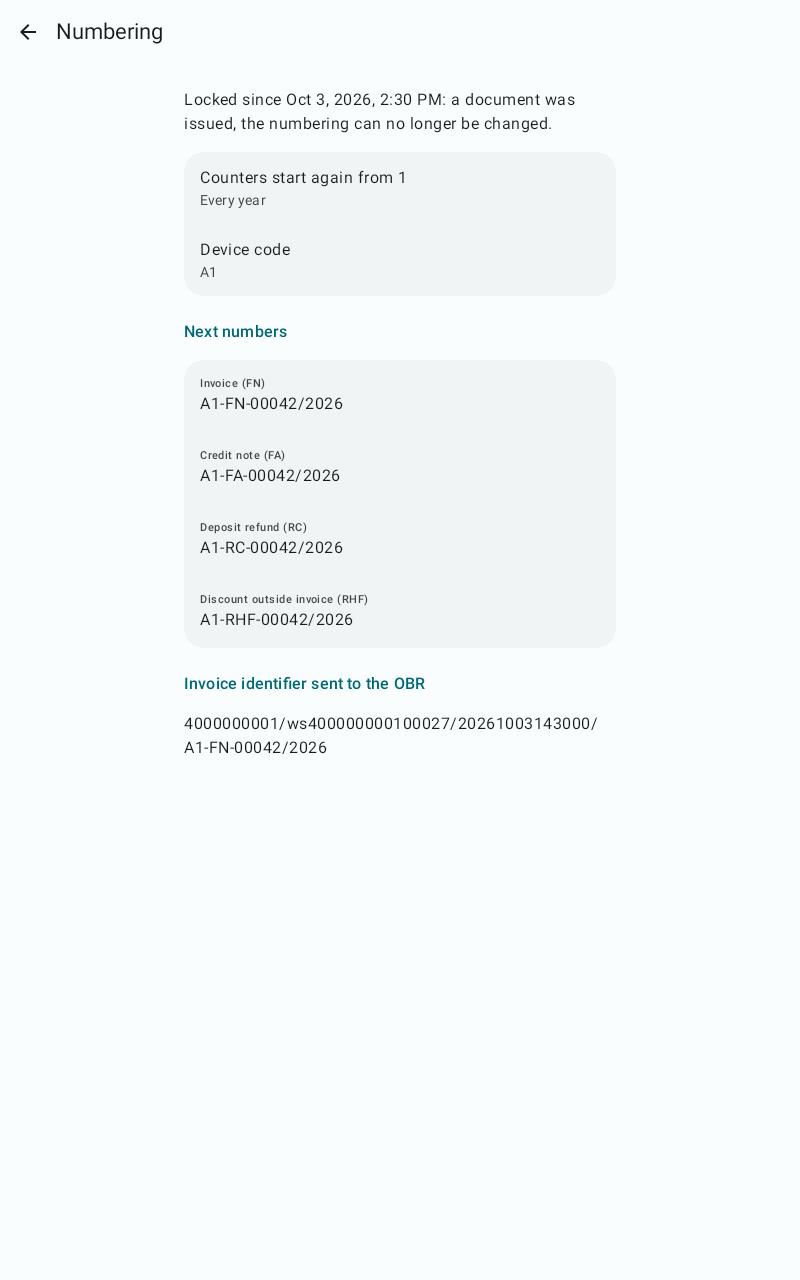 Numbering
Locked since Oct 3, 2026, 2:30 PM: a document was
issued, the numbering can no longer be changed.
Counters start again from 1
Every year
Device code
A1
Next numbers
Invoice (FN)
A1-FN-00042/2026
Credit note (FA)
A1-FA-00042/2026
Deposit refund (RC)
A1-RC-00042/2026
Discount outside invoice (RHF)
A1-RHF-00042/2026
Invoice identifier sent to the OBR
4000000001/ws400000000100027/20261003143000/
A1-FN-00042/2026